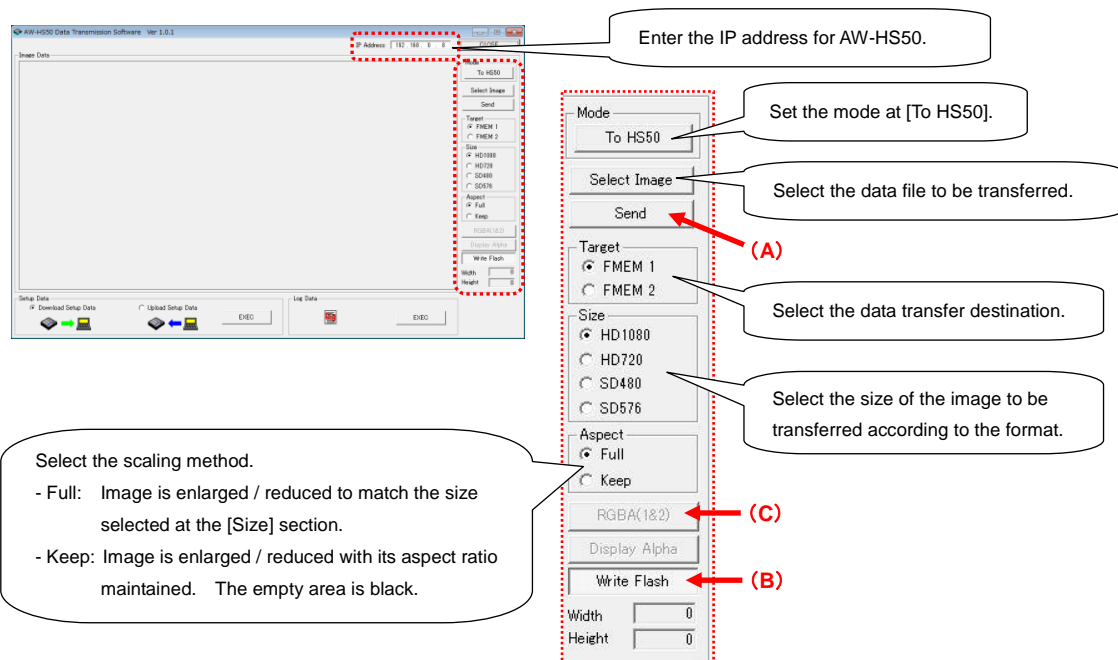 AW-HS50 Data Transmission Software Ver 1.0.1
IP Address 192 . 168 . 0 . 8
CLOSE
Image Data
Mode
To HS50
Select Image
Send
Target
FMEM 1
FMEM 2
Size
HD1080
HD720
SD480
SD576
Aspect
Full
Keep
RGBA(1&2)
Display Alpha
Write Flash
Width 0
Height 0
Setup Data
Download Setup Data
Upload Setup Data
EXEC
Log Data
EXEC
Enter the IP address for AW-HS50.
Mode
To HS50
Set the mode at [To HS50].
Select Image
Select the data file to be transferred.
Send
(A)
Target
FMEM 1
FMEM 2
Select the data transfer destination.
Size
HD1080
HD720
SD480
SD576
Select the size of the image to be
transferred according to the format.
Aspect
Full
Keep
Select the scaling method.
- Full: Image is enlarged / reduced to match the size
selected at the [Size] section.
- Keep: Image is enlarged / reduced with its aspect ratio
maintained. The empty area is black.
RGBA(1&2)
(C)
Display Alpha
Write Flash
(B)
Width 0
Height 0